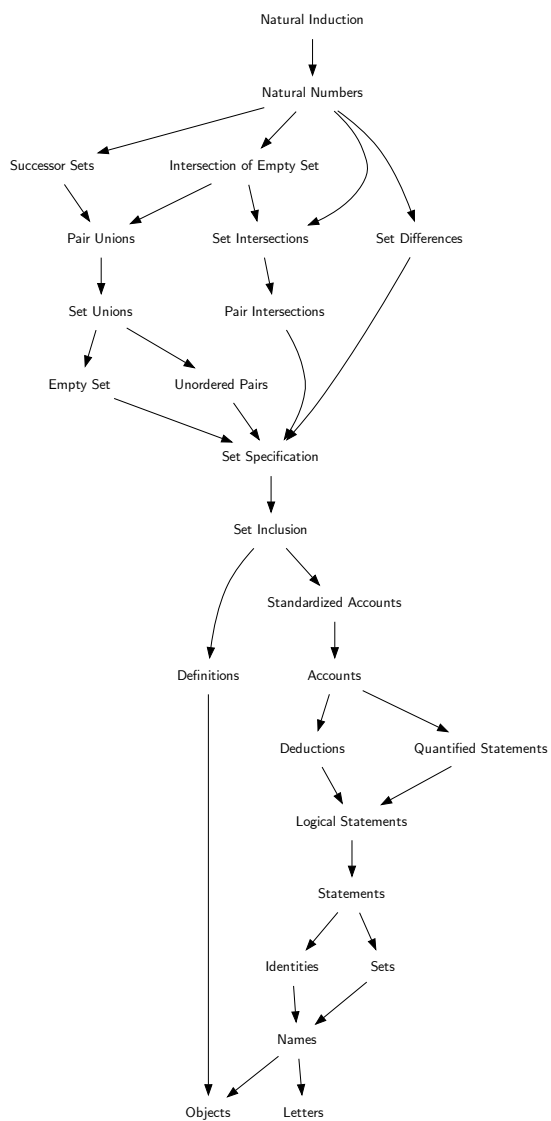 Natural Induction
Natural Numbers
Successor Sets
Intersection of Empty Set
Pair Unions
Set Intersections
Set Differences
Set Unions
Pair Intersections
Empty Set
Unordered Pairs
Set Specification
Set Inclusion
Standardized Accounts
Definitions
Accounts
Deductions
Quantified Statements
Logical Statements
Statements
Identities
Sets
Names
Objects
Letters